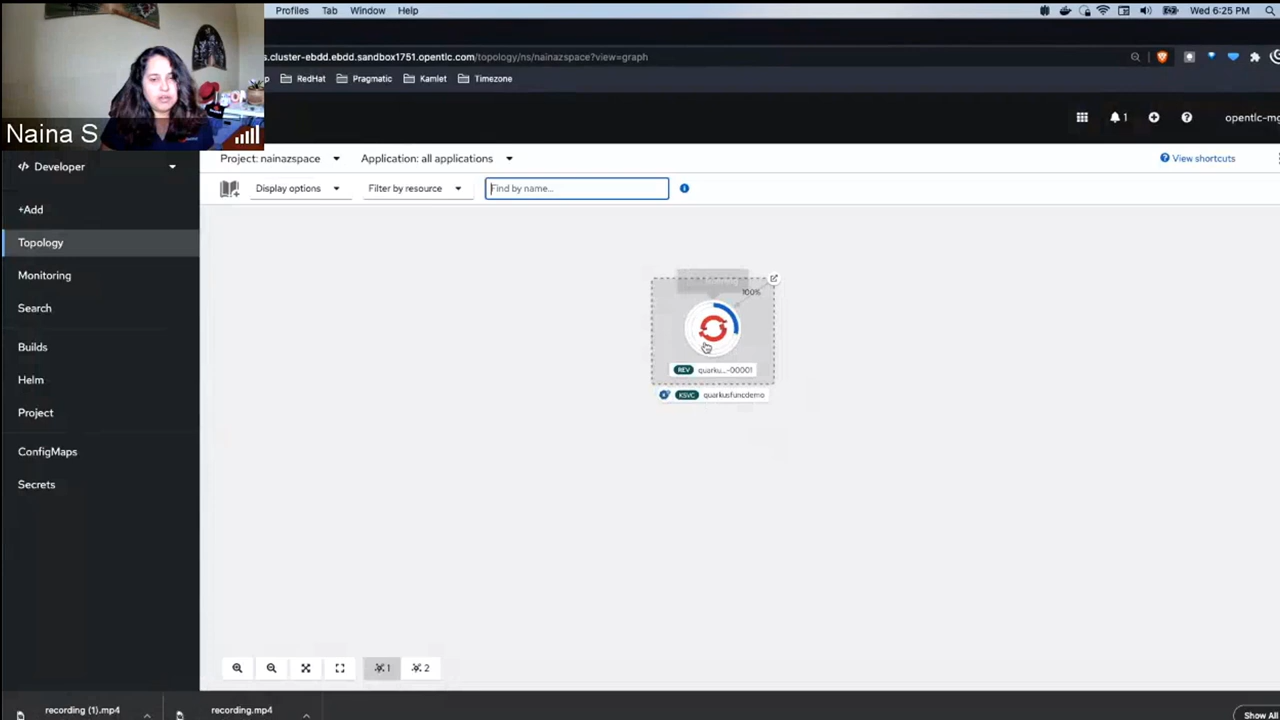 Profiles Tab Window Help Wed 6:25 PM
s.cluster-ebdd.ebdd.sandbox1751.opentlc.com/topology/ns/nainazspace?view=graph
RedHat Pragmatic Kamlet Timezone
Naina S
1 opentlc-mg
Developer
Project: nainazspace Application: all applications View shortcuts
Display options Filter by resource Find by name...
+Add
Topology
Monitoring
Search
Builds
Helm
Project
ConfigMaps
Secrets
100%
REV quarku...-00001
KSVC quarkusfuncdemo
1 2
recording (1).mp4 recording.mp4 Show All